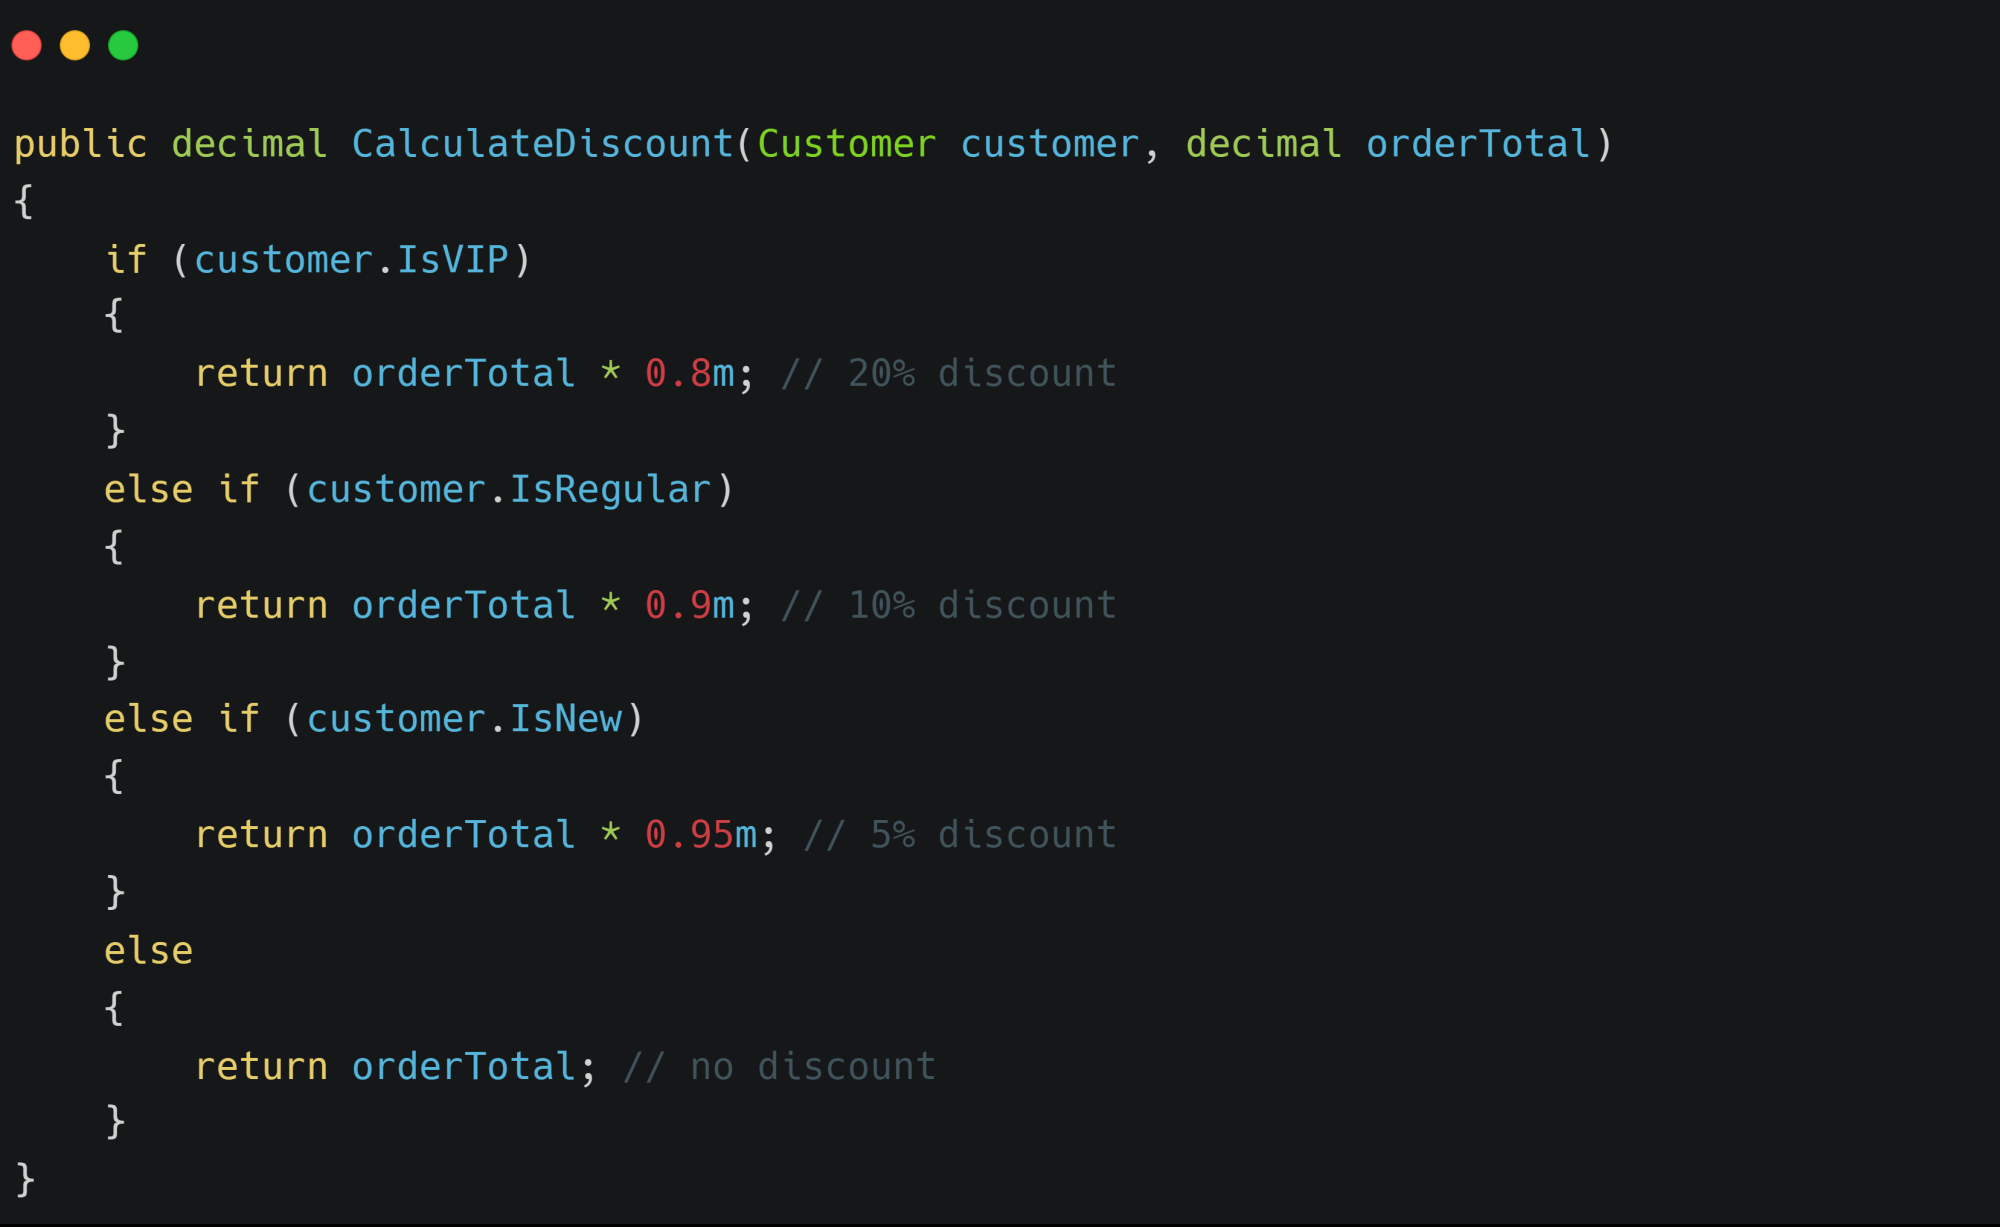 public decimal CalculateDiscount(Customer customer, decimal orderTotal)
{
    if (customer.IsVIP)
    {
        return orderTotal * 0.8m; // 20% discount
    }
    else if (customer.IsRegular)
    {
        return orderTotal * 0.9m; // 10% discount
    }
    else if (customer.IsNew)
    {
        return orderTotal * 0.95m; // 5% discount
    }
    else
    {
        return orderTotal; // no discount
    }
}